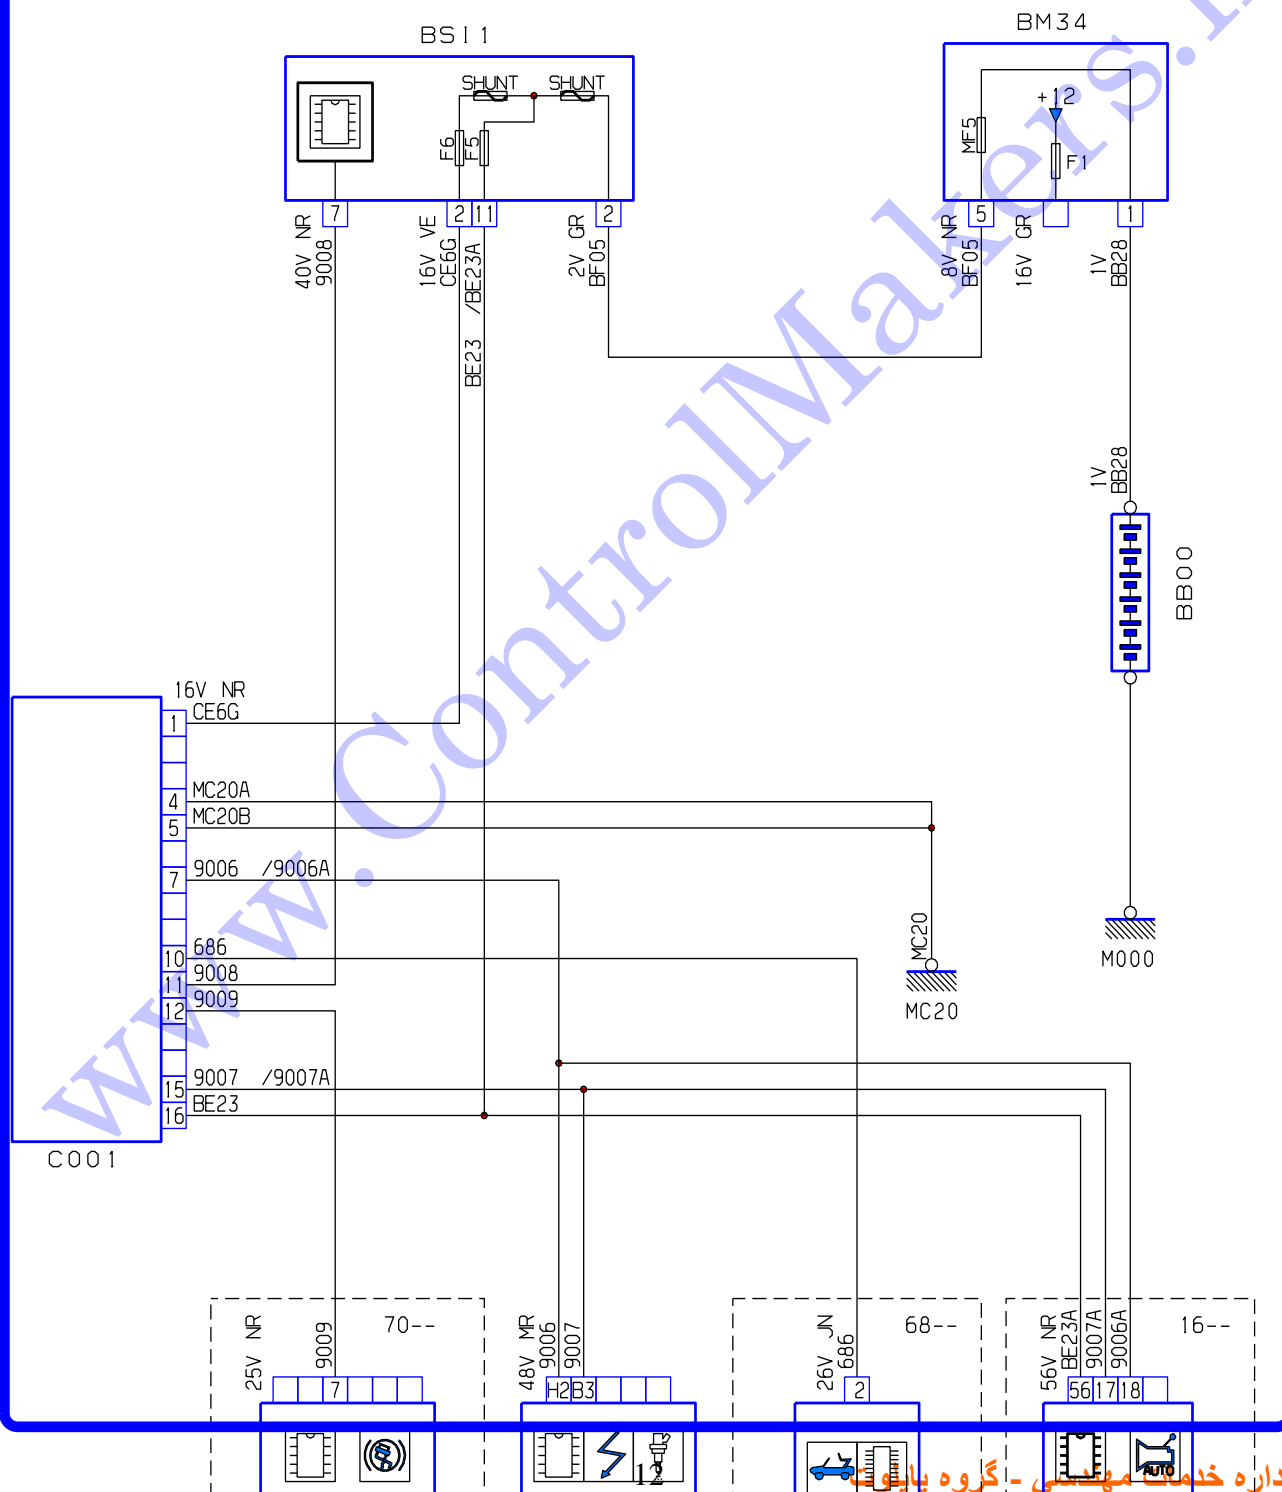 BSI1
BM34
SHUNT SHUNT
F6 F5
MF5
+12
F1
7 2 11 2
5 1
40V NR
9008
16V VE
CE6G
BE23 /BE23A
2V GR
BF05
8V NR
BF05
16V GR
1V
BB28
1V
BB28
BB00
M000
16V NR
1 CE6G
4 MC20A
5 MC20B
7 9006 /9006A
10 686
11 9008
12 9009
15 9007 /9007A
16 BE23
C001
MC20
MC20
70--
25V NR
9009
7
48V MR
9006
9007
H2 B3
68--
26V JN
686
2
16--
56V NR
BE23A
9007A
9006A
56 17 18
AUTO
12
داره خدمات مهندسی - گروه پایلوت
www.ControlMakers.